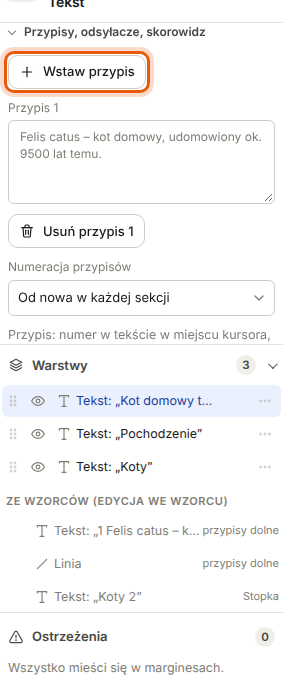 Tekst
Przypisy, odsyłacze, skorowidz
Wstaw przypis
Przypis 1
Felis catus – kot domowy, udomowiony ok.
9500 lat temu.
Usuń przypis 1
Numeracja przypisów
Od nowa w każdej sekcji
Przypis: numer w tekście w miejscu kursora,
Warstwy 3
Tekst: „Kot domowy t...
Tekst: „Pochodzenie”
Tekst: „Koty”
ZE WZORCÓW (EDYCJA WE WZORCU)
Tekst: „1 Felis catus – k... przypisy dolne
Linia przypisy dolne
Tekst: „Koty 2” Stopka
Ostrzeżenia 0
Wszystko mieści się w marginesach.